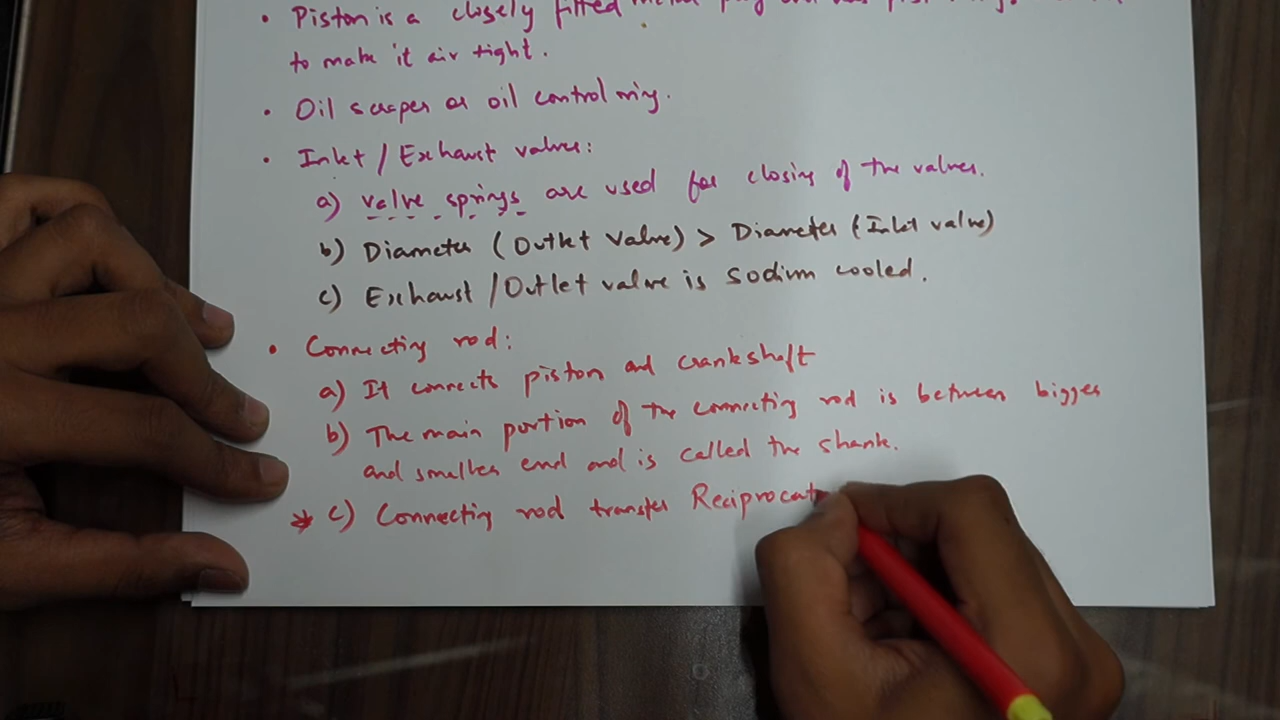 • Piston is a closely fitted metal
to make it air tight.
• Oil scraper or oil control ring.
• Inlet / Exhaust valves:
a) valve springs are used for closing of the valves.
b) Diameter (Outlet Valve) > Diameter (Inlet valve)
c) Exhaust /Outlet valve is Sodium cooled.
• Connecting rod:
a) It connects piston and crankshaft
b) The main portion of the connecting rod is between bigger
and smaller end and is called the shank.
* c) Connecting rod transfer Reciprocat